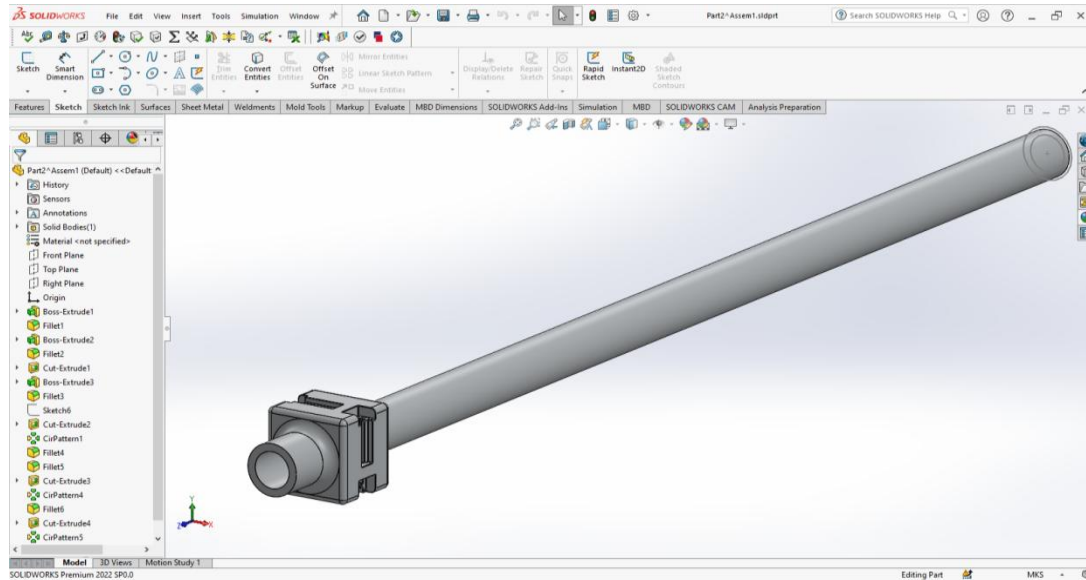 SOLIDWORKS File Edit View Insert Tools Simulation Window Part2^Assem1.sldprt Search SOLIDWORKS Help
Sketch Smart Dimension Trim Entities Convert Entities Offset Entities Offset On Surface Mirror Entities Linear Sketch Pattern Move Entities Display/Delete Relations Repair Sketch Quick Snaps Rapid Sketch Instant2D Shaded Sketch Contours
Features Sketch Sketch Ink Surfaces Sheet Metal Weldments Mold Tools Markup Evaluate MBD Dimensions SOLIDWORKS Add-Ins Simulation MBD SOLIDWORKS CAM Analysis Preparation
Part2^Assem1 (Default) <<Default
History
Sensors
Annotations
Solid Bodies(1)
Material <not specified>
Front Plane
Top Plane
Right Plane
Origin
Boss-Extrude1
Fillet1
Boss-Extrude2
Fillet2
Cut-Extrude1
Boss-Extrude3
Fillet3
Sketch6
Cut-Extrude2
CirPattern1
Fillet4
Fillet5
Cut-Extrude3
CirPattern4
Fillet6
Cut-Extrude4
CirPattern5
Y
Z X
Model 3D Views Motion Study 1
SOLIDWORKS Premium 2022 SP0.0 Editing Part MKS